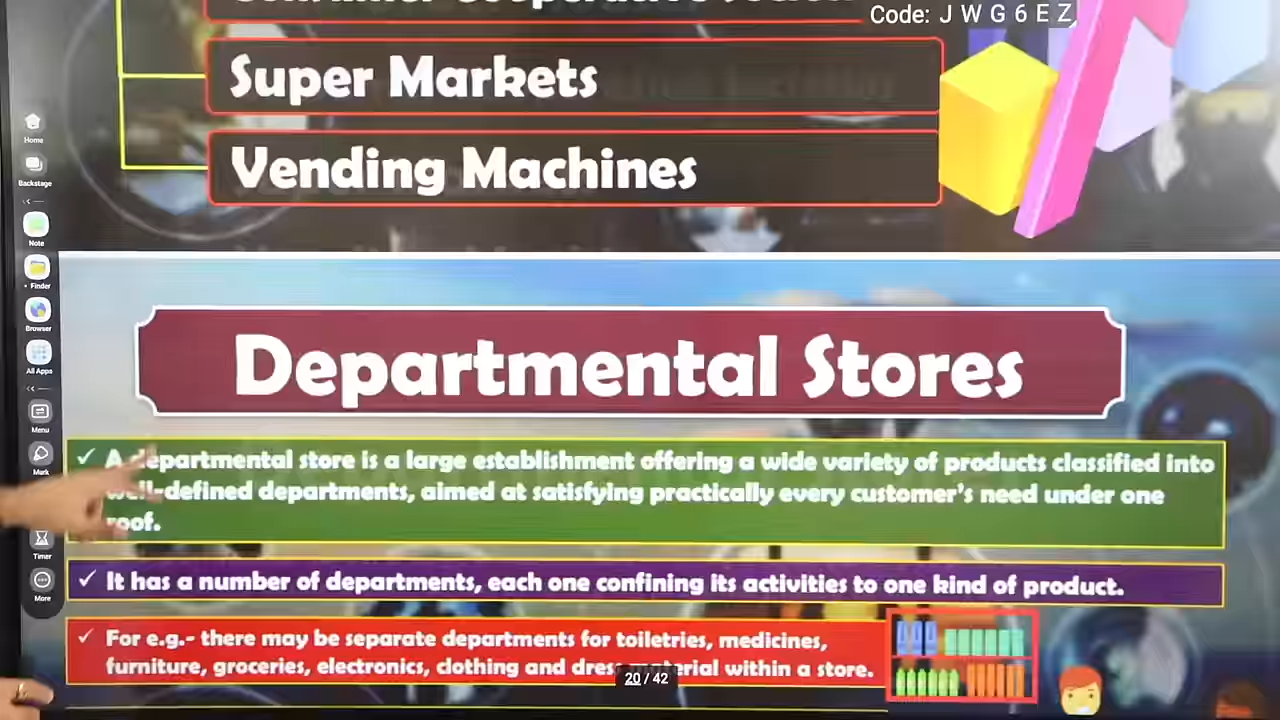 Code: J W G 6 E Z
Super Markets
Vending Machines
Home
Backstage
Note
Finder
Browser
All Apps
Menu
Mark
Timer
More
Departmental Stores
✓ A departmental store is a large establishment offering a wide variety of products classified into
well-defined departments, aimed at satisfying practically every customer's need under one
roof.
✓ It has a number of departments, each one confining its activities to one kind of product.
✓ For e.g.- there may be separate departments for toiletries, medicines,
furniture, groceries, electronics, clothing and within a store.
20 / 42